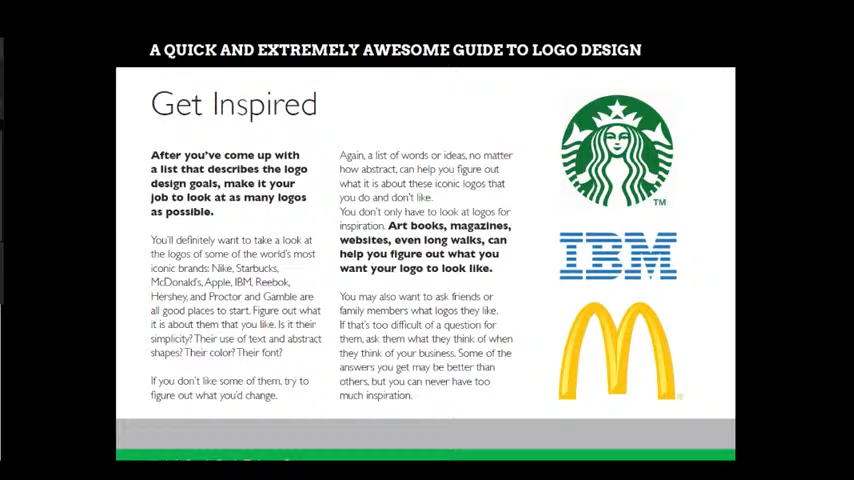 A QUICK AND EXTREMELY AWESOME GUIDE TO LOGO DESIGN
Get Inspired
After you've come up with
a list that describes the logo
design goals, make it your
job to look at as many logos
as possible.
You'll definitely want to take a look at
the logos of some of the world's most
iconic brands: Nike, Starbucks,
McDonald's, Apple, IBM, Reebok,
Hershey, and Proctor and Gamble are
all good places to start. Figure out what
it is about them that you like. Is it their
simplicity? Their use of text and abstract
shapes? Their color? Their font?
If you don't like some of them, try to
figure out what you'd change.
Again, a list of words or ideas, no matter
how abstract, can help you figure out
what it is about these iconic logos that
you do and don't like.
You don't only have to look at logos for
inspiration. Art books, magazines,
websites, even long walks, can
help you figure out what you
want your logo to look like.
You may also want to ask friends or
family members what logos they like.
If that's too difficult of a question for
them, ask them what they think of when
they think of your business. Some of the
answers you get may be better than
others, but you can never have too
much inspiration.
TM
IBM